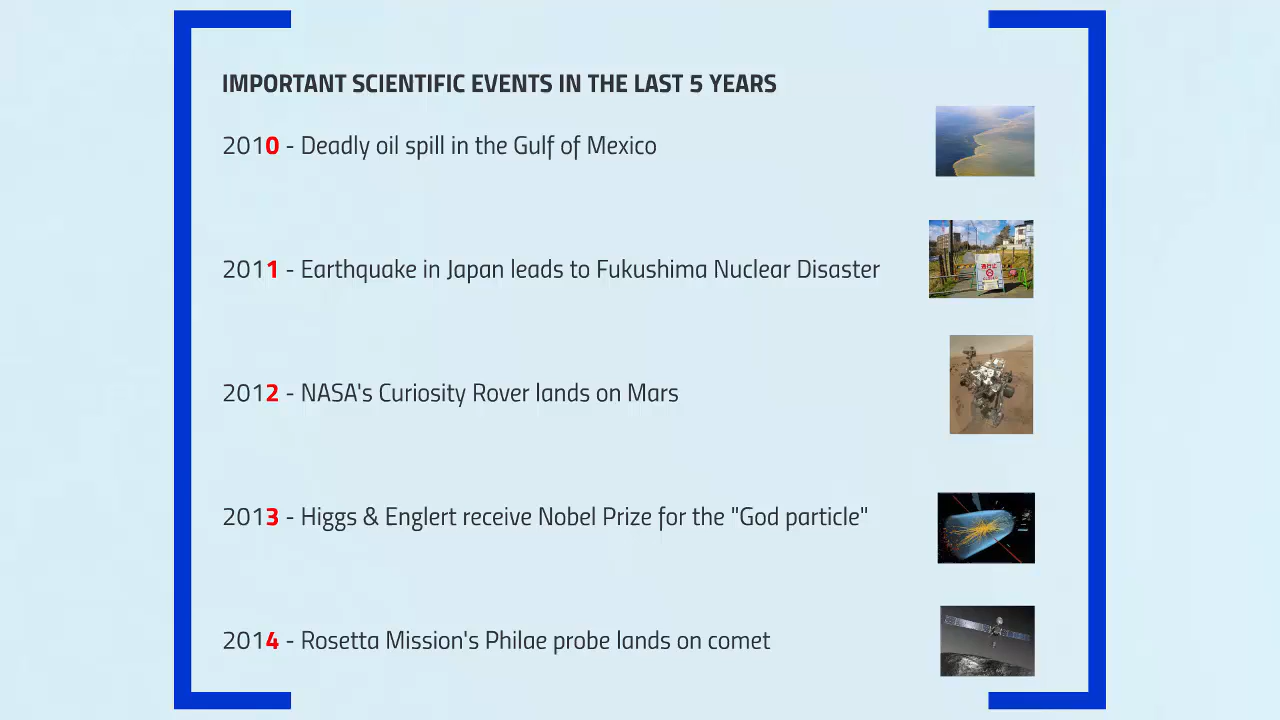 IMPORTANT SCIENTIFIC EVENTS IN THE LAST 5 YEARS
2010 - Deadly oil spill in the Gulf of Mexico
2011 - Earthquake in Japan leads to Fukushima Nuclear Disaster
2012 - NASA's Curiosity Rover lands on Mars
2013 - Higgs & Englert receive Nobel Prize for the "God particle"
2014 - Rosetta Mission's Philae probe lands on comet